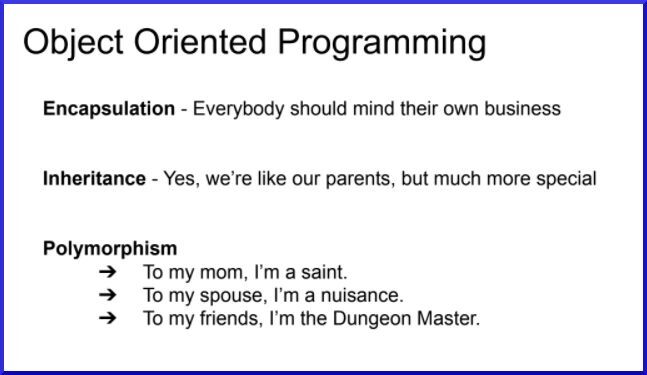 Object Oriented Programming
Encapsulation - Everybody should mind their own business
Inheritance - Yes, we’re like our parents, but much more special
Polymorphism
➔ To my mom, I’m a saint.
➔ To my spouse, I’m a nuisance.
➔ To my friends, I’m the Dungeon Master.